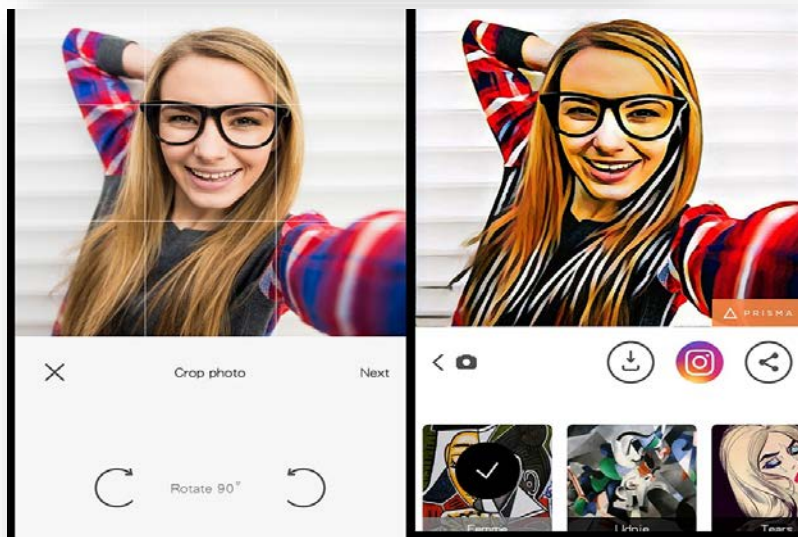 Crop photo
Next
Rotate 90°
PRISMA
Femme
Udnie
Tears